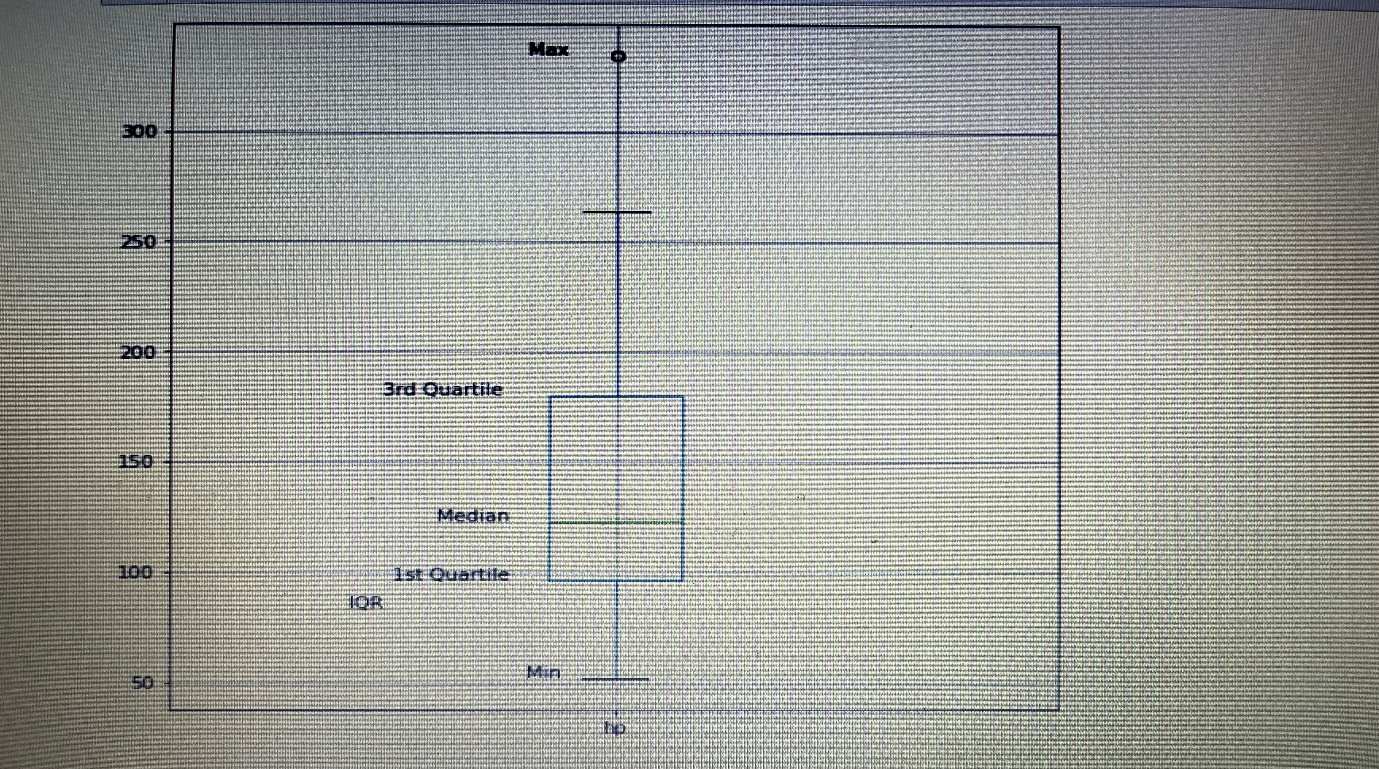 Max
300
250
200
3rd Quartile
150
Median
100
1st Quartile
IQR
Min
50
hp